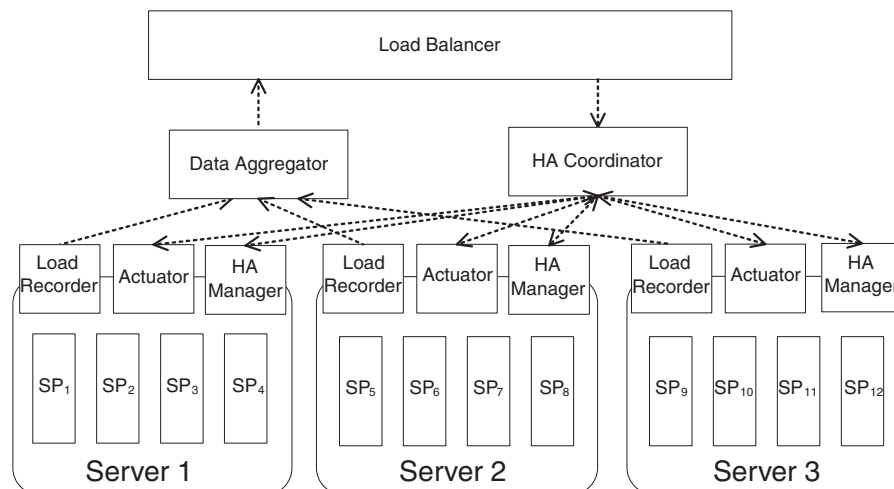 Load Balancer
Data Aggregator
HA Coordinator
Load
Recorder
Actuator
HA
Manager
Load
Recorder
Actuator
HA
Manager
Load
Recorder
Actuator
HA
Manager
SP₁ SP₂ SP₃ SP₄
SP₅ SP₆ SP₇ SP₈
SP₉ SP₁₀ SP₁₁ SP₁₂
Server 1
Server 2
Server 3